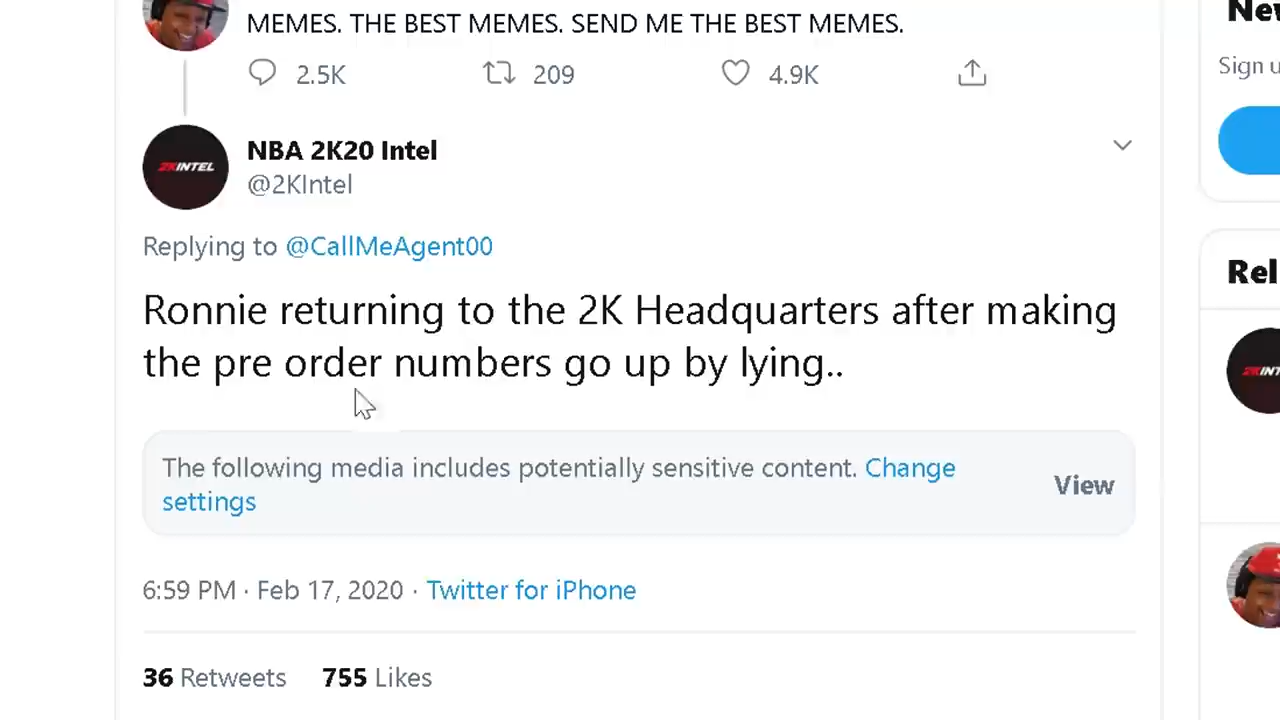 MEMES. THE BEST MEMES. SEND ME THE BEST MEMES.
2.5K 209 4.9K
NBA 2K20 Intel
@2KIntel
Replying to @CallMeAgent00
Ronnie returning to the 2K Headquarters after making
the pre order numbers go up by lying..
The following media includes potentially sensitive content. Change
settings
View
6:59 PM · Feb 17, 2020 · Twitter for iPhone
36 Retweets 755 Likes
2KINTEL
Sign u
Rel